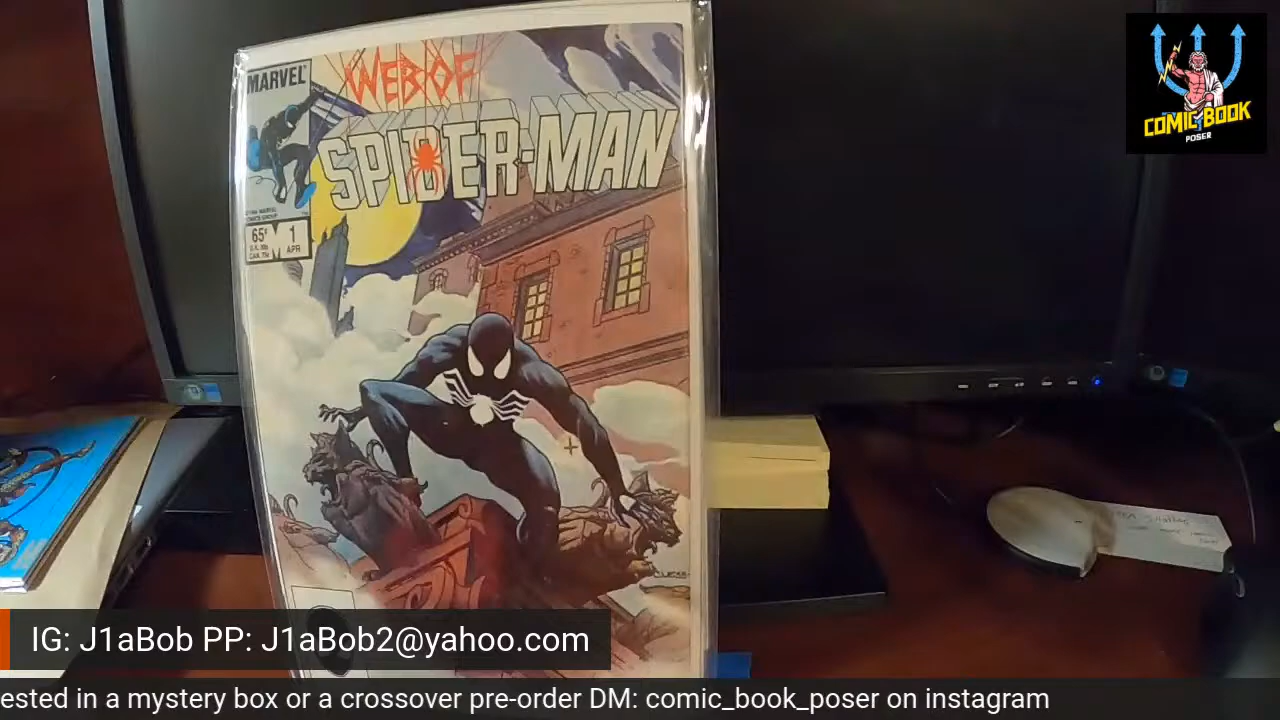 MARVEL
WEB OF
SPIDER-MAN
65¢
1
APR
COMIC BOOK
POSER
IG: J1aBob PP: J1aBob2@yahoo.com
ested in a mystery box or a crossover pre-order DM: comic_book_poser on instagram